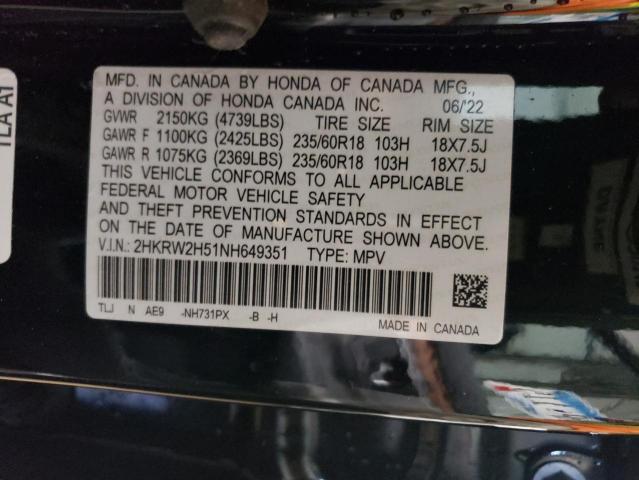 MFD. IN CANADA BY HONDA OF CANADA MFG.,
A DIVISION OF HONDA CANADA INC. 06/'22
GVWR 2150KG (4739LBS) TIRE SIZE RIM SIZE
GAWR F 1100KG (2425LBS) 235/60R18 103H 18X7.5J
GAWR R 1075KG (2369LBS) 235/60R18 103H 18X7.5J
THIS VEHICLE CONFORMS TO ALL APPLICABLE
FEDERAL MOTOR VEHICLE SAFETY
AND THEFT PREVENTION STANDARDS IN EFFECT
ON THE DATE OF MANUFACTURE SHOWN ABOVE.
V.I.N.: 2HKRW2H51NH649351 TYPE: MPV
TLJ N AE9 -NH731PX -B -H MADE IN CANADA
TLA A1